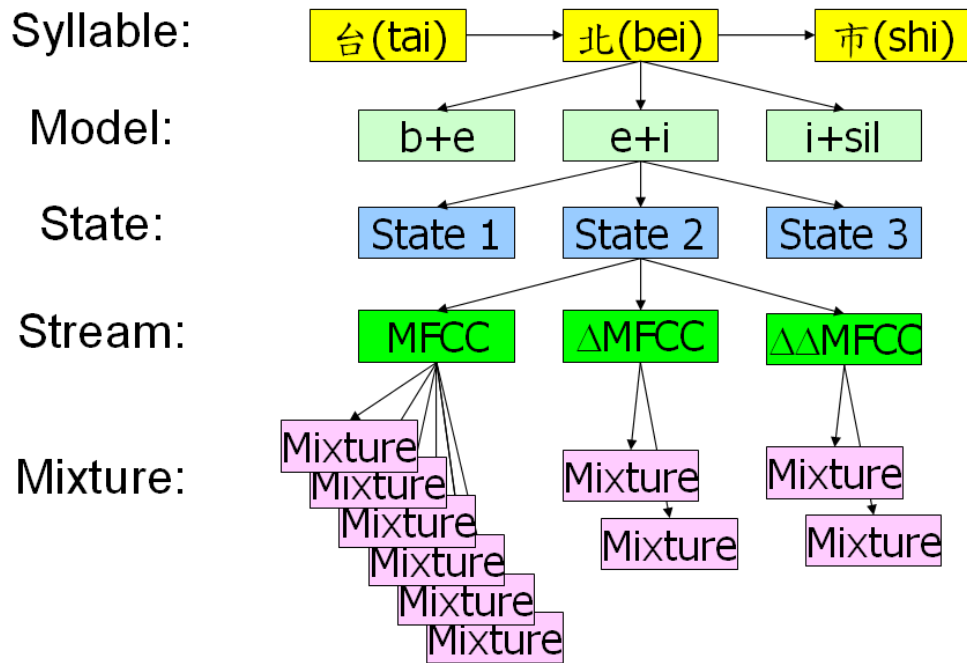 Syllable: 台(tai) 北(bei) 市(shi)
Model: b+e e+i i+sil
State: State 1 State 2 State 3
Stream: MFCC ΔMFCC ΔΔMFCC
Mixture:
Mixture
Mixture
Mixture
Mixture
Mixture
Mixture
Mixture
Mixture
Mixture
Mixture